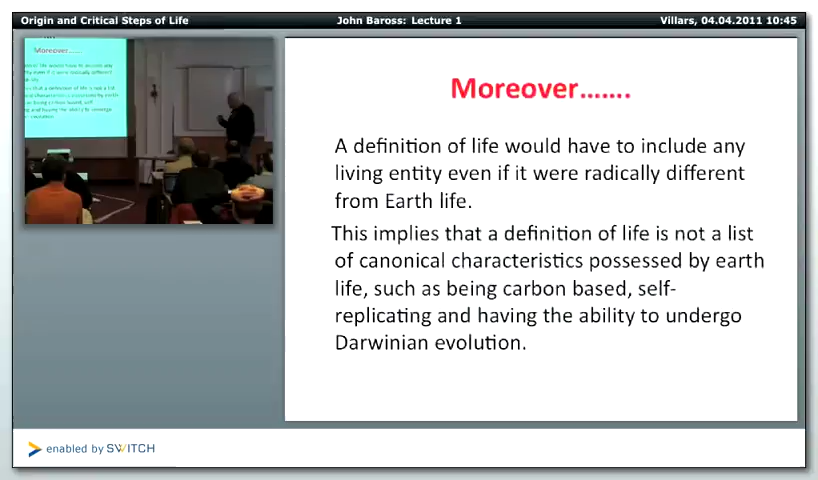 Origin and Critical Steps of Life
John Baross: Lecture 1
Villars, 04.04.2011 10:45
Moreover…….
A definition of life would have to include any
living entity even if it were radically different
from Earth life.
This implies that a definition of life is not a list
of canonical characteristics possessed by earth
life, such as being carbon based, self-
replicating and having the ability to undergo
Darwinian evolution.
enabled by SWITCH